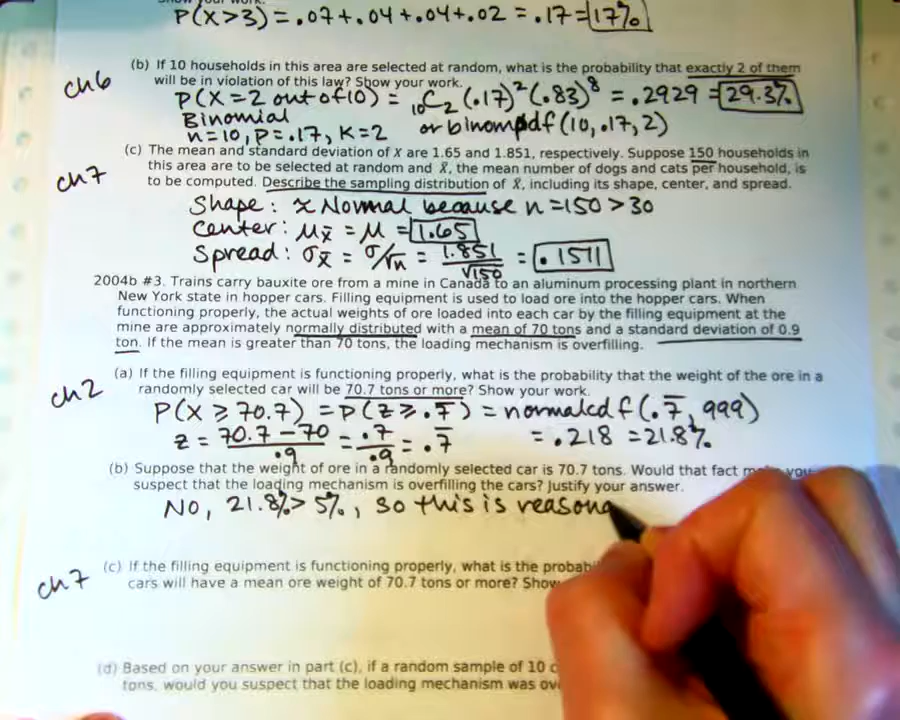 P(X>3) = .07+.04+.04+.02 = .17 = 17%
(b) If 10 households in this area are selected at random, what is the probability that exactly 2 of them
ch6
will be in violation of this law? Show your work.
P(X=2 out of 10) = ₁₀C₂ (.17)²(.83)⁸ = .2929 = 29.3%
Binomial
n=10, p=.17, K=2 or binompdf(10, .17, 2)
(c) The mean and standard deviation of X are 1.65 and 1.851, respectively. Suppose 150 households in
ch7
this area are to be selected at random and X̄, the mean number of dogs and cats per household, is
to be computed. Describe the sampling distribution of X̄, including its shape, center, and spread.
Shape: ≈ Normal because n=150 > 30
Center: μx̄ = μ = 1.65
Spread: σx̄ = σ/√n = 1.851/√150 = .1511
2004b #3. Trains carry bauxite ore from a mine in Canada to an aluminum processing plant in northern
New York state in hopper cars. Filling equipment is used to load ore into the hopper cars. When
functioning properly, the actual weights of ore loaded into each car by the filling equipment at the
mine are approximately normally distributed with a mean of 70 tons and a standard deviation of 0.9
ton. If the mean is greater than 70 tons, the loading mechanism is overfilling.
(a) If the filling equipment is functioning properly, what is the probability that the weight of the ore in a
ch2
randomly selected car will be 70.7 tons or more? Show your work.
P(X ≥ 70.7) = P(Z ≥ .7̄) = normalcdf(.7̄, 999)
z = 70.7-70/.9 = .7/.9 = .7̄ = .218 = 21.8%
(b) Suppose that the weight of ore in a randomly selected car is 70.7 tons. Would that fact you
suspect that the loading mechanism is overfilling the cars? Justify your answer.
No, 21.8% > 5%, so this is reasona
(c) If the filling equipment is functioning properly, what is the probabi
ch7
cars will have a mean ore weight of 70.7 tons or more? Show
(d) Based on your answer in part (c), if a random sample of 10 c
tons, would you suspect that the loading mechanism was ov